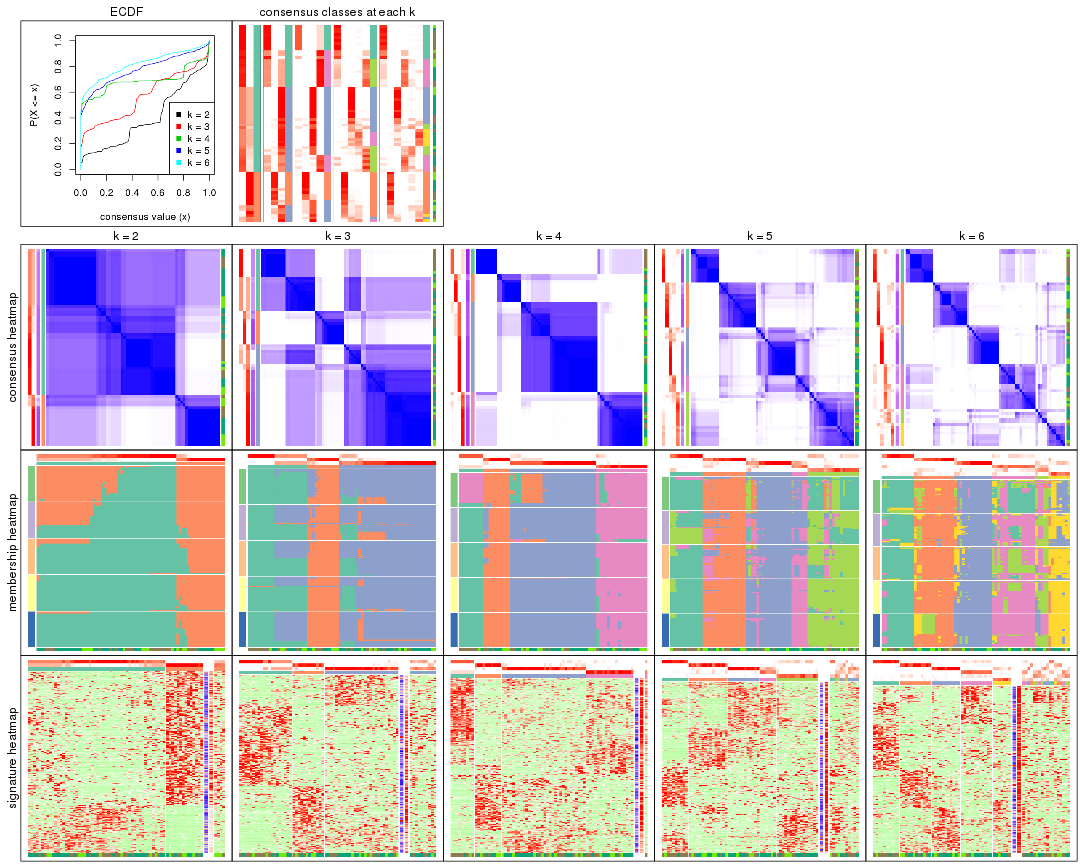 ECDF
consensus classes at each k
P(X <= x)
1.0
0.8
0.6
0.4
0.2
0.0
k = 2
k = 3
k = 4
k = 5
k = 6
0.0 0.2 0.4 0.6 0.8 1.0
consensus value (x)
k = 2
k = 3
k = 4
k = 5
k = 6
consensus heatmap
membership heatmap
signature heatmap